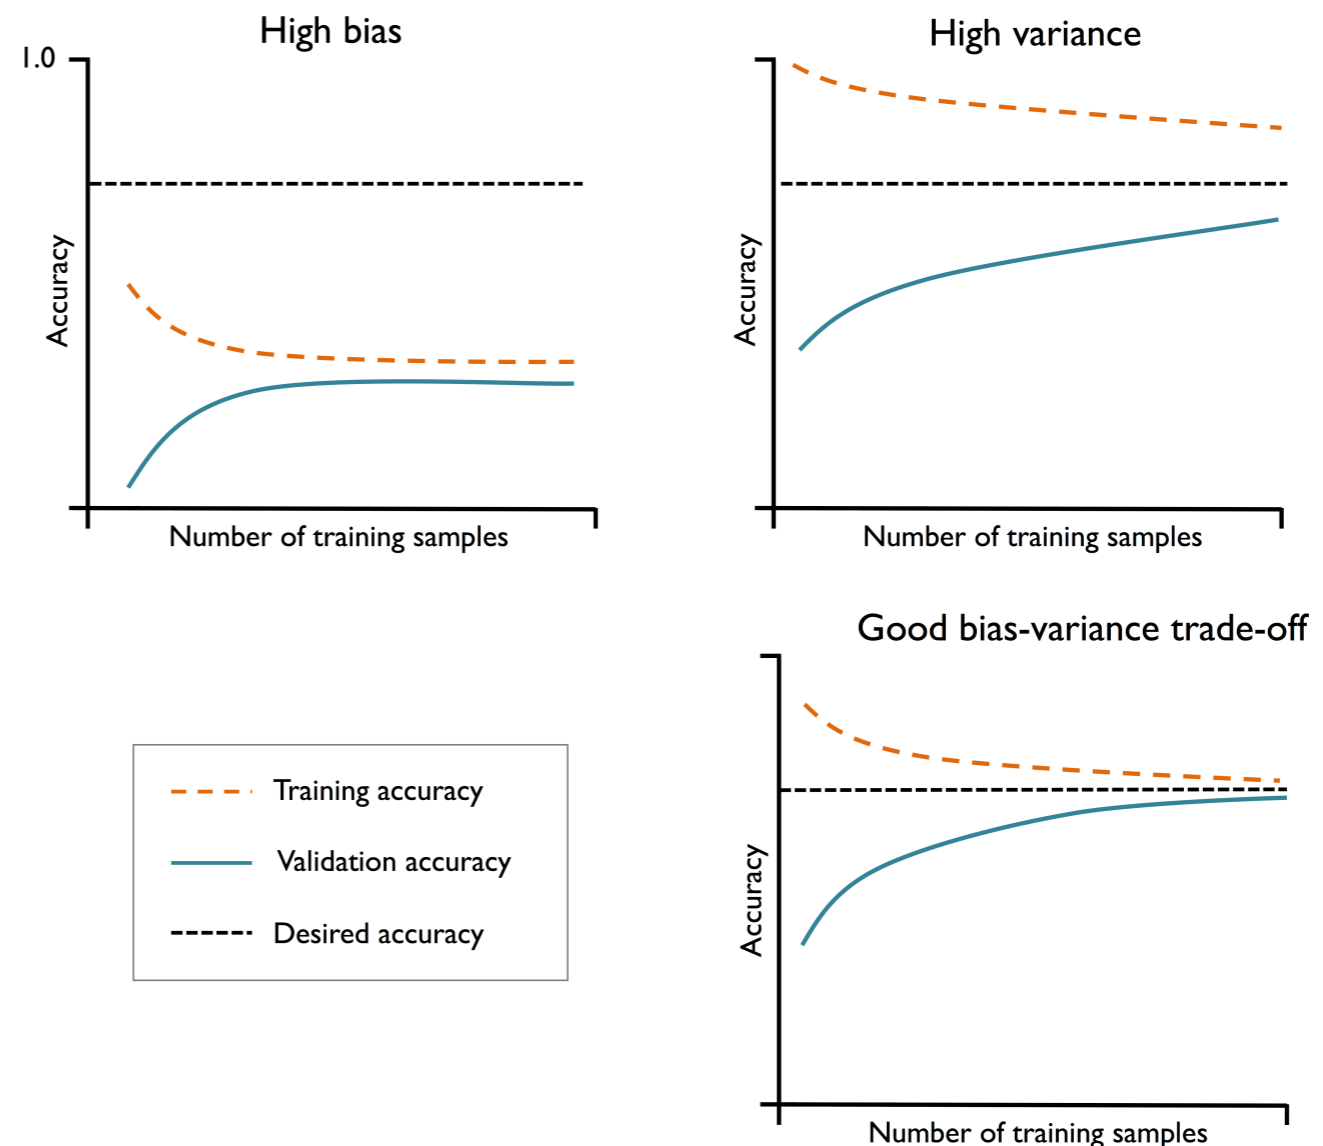 High bias
1.0
Accuracy
Number of training samples
High variance
Accuracy
Number of training samples
Training accuracy
Validation accuracy
Desired accuracy
Good bias-variance trade-off
Accuracy
Number of training samples